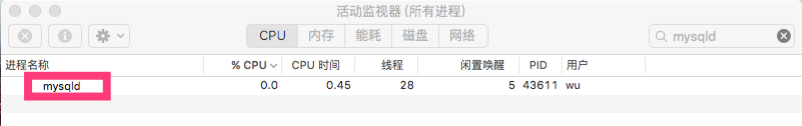 活动监视器 (所有进程)
CPU 内存 能耗 磁盘 网络 mysqld
进程名称 % CPU CPU 时间 线程 闲置唤醒 PID 用户
mysqld 0.0 0.45 28 5 43611 wu